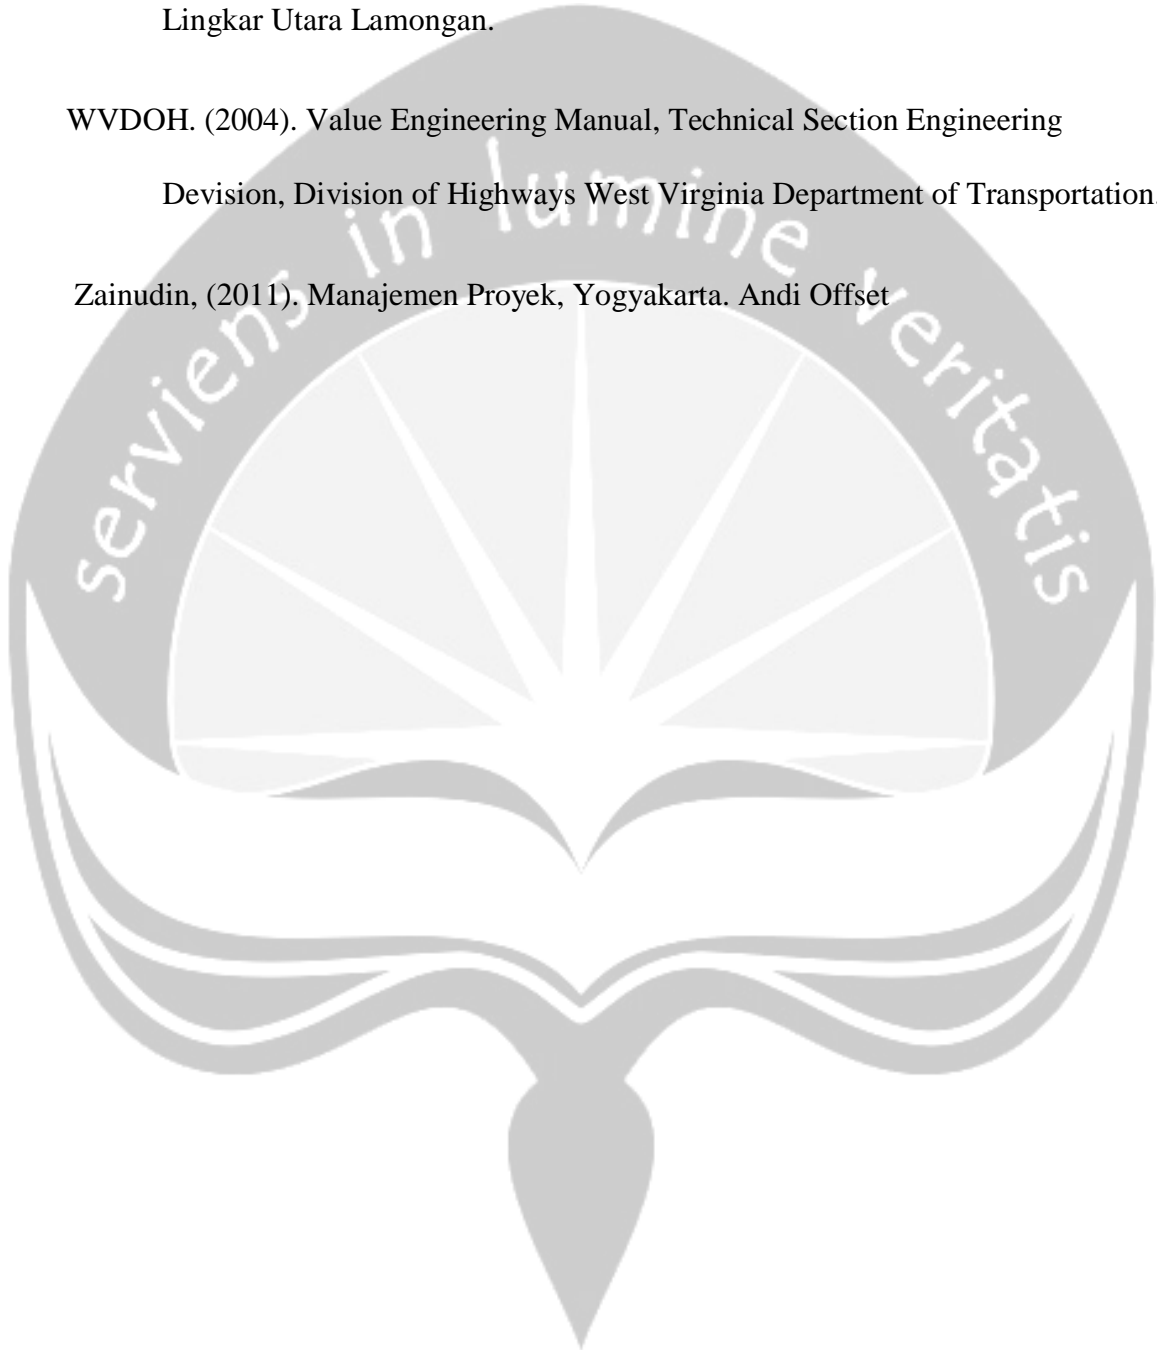 Lingkar Utara Lamongan.
WVDOH. (2004). Value Engineering Manual, Technical Section Engineering
Devision, Division of Highways West Virginia Department of Transportation.
Zainudin, (2011). Manajemen Proyek, Yogyakarta. Andi Offset
serviens in lumine veritatis